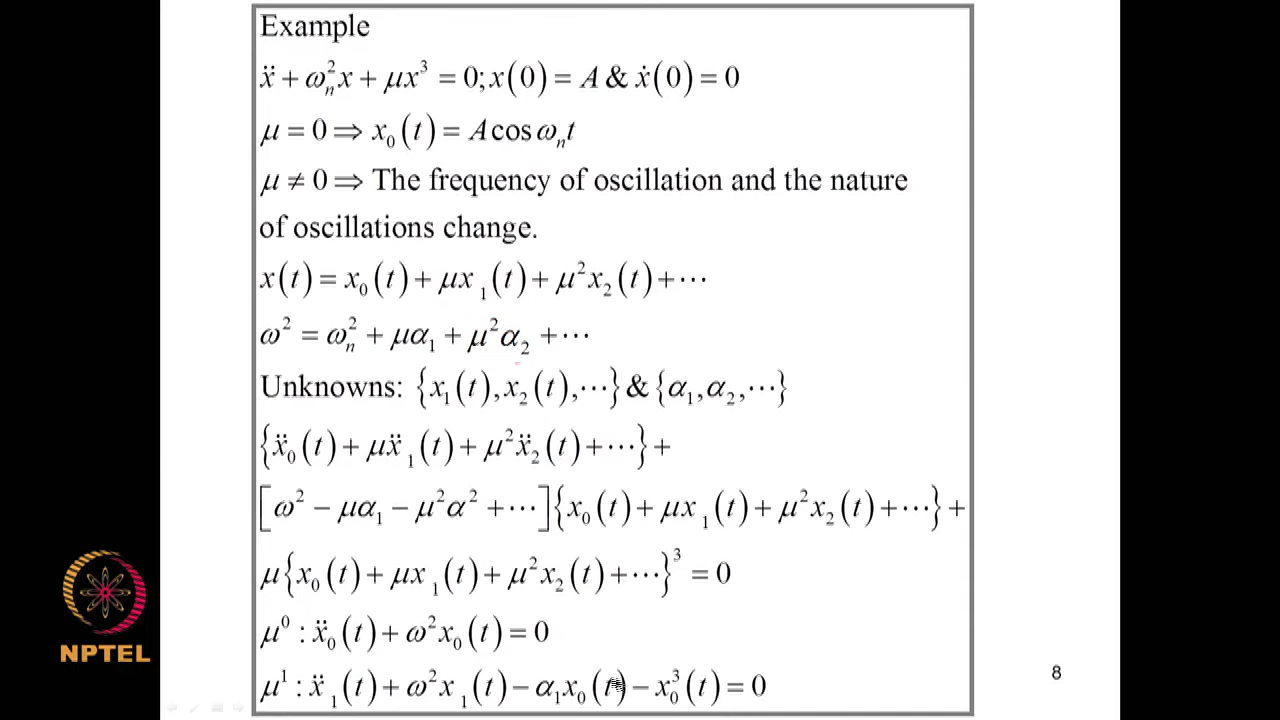 Example
ẍ + ω_n^2 x + μx^3 = 0; x(0) = A & ẋ(0) = 0
μ = 0 ⇒ x_0(t) = A cos ω_n t
μ ≠ 0 ⇒ The frequency of oscillation and the nature
of oscillations change.
x(t) = x_0(t) + μx_1(t) + μ^2 x_2(t) + ⋯
ω^2 = ω_n^2 + μα_1 + μ^2 α_2 + ⋯
Unknowns: {x_1(t), x_2(t), ⋯} & {α_1, α_2, ⋯}
{ẍ_0(t) + μẍ_1(t) + μ^2 ẍ_2(t) + ⋯} +
[ω^2 − μα_1 − μ^2 α^2 + ⋯]{x_0(t) + μx_1(t) + μ^2 x_2(t) + ⋯} +
μ{x_0(t) + μx_1(t) + μ^2 x_2(t) + ⋯}^3 = 0
μ^0 : ẍ_0(t) + ω^2 x_0(t) = 0
μ^1 : ẍ_1(t) + ω^2 x_1(t) − α_1 x_0(t) − x_0^3(t) = 0
NPTEL
8